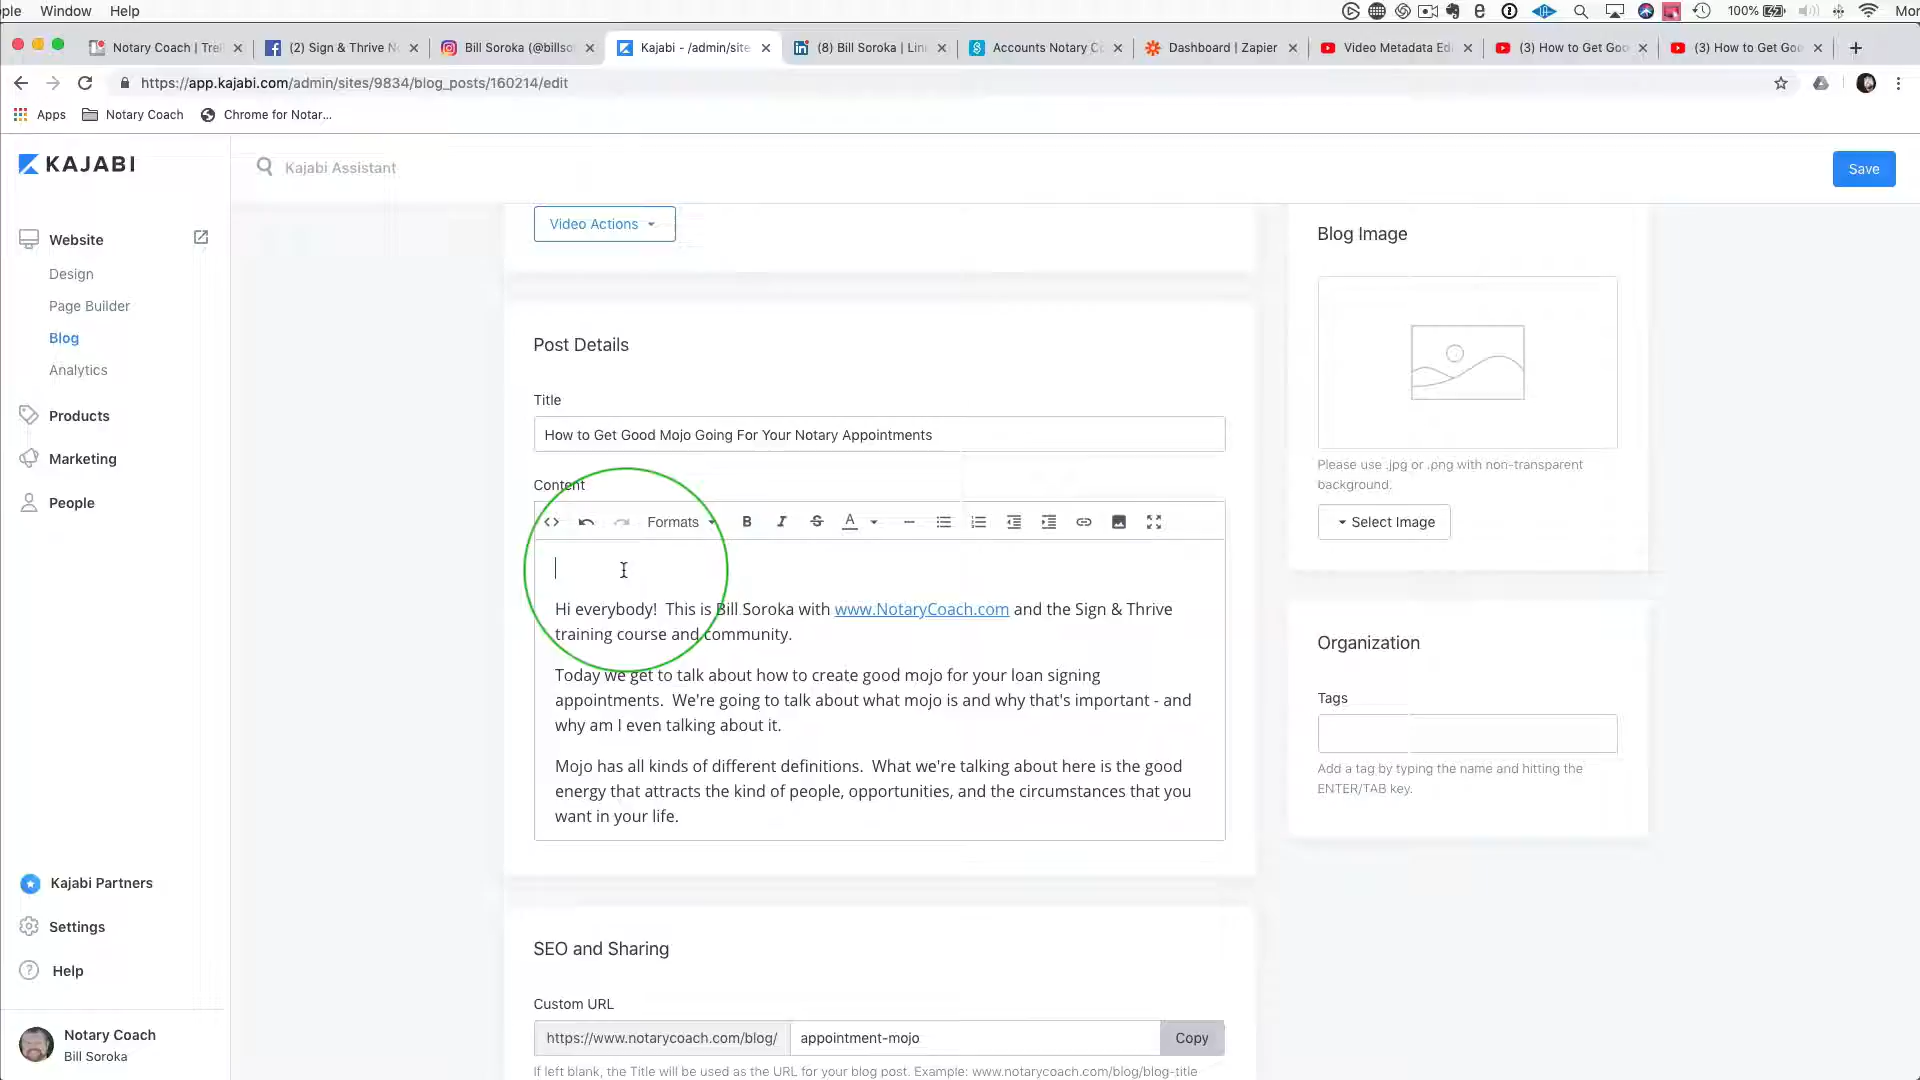 ple Window Help
100%
Mor
Notary Coach | Trai
(2) Sign & Thrive N
Bill Soroka (@billso
Kajabi - /admin/site
(8) Bill Soroka | Lin
Accounts Notary C
Dashboard | Zapier
Video Metadata Ed
(3) How to Get Goo
(3) How to Get Goo
https://app.kajabi.com/admin/sites/9834/blog_posts/160214/edit
Apps Notary Coach Chrome for Notar...
KAJABI
Kajabi Assistant
Save
Website
Design
Page Builder
Blog
Analytics
Products
Marketing
People
Kajabi Partners
Settings
Help
Notary Coach
Bill Soroka
Video Actions
Post Details
Title
How to Get Good Mojo Going For Your Notary Appointments
Content
Formats B I S A
Hi everybody! This is Bill Soroka with www.NotaryCoach.com and the Sign & Thrive
training course and community.
Today we get to talk about how to create good mojo for your loan signing
appointments. We're going to talk about what mojo is and why that's important - and
why am I even talking about it.
Mojo has all kinds of different definitions. What we're talking about here is the good
energy that attracts the kind of people, opportunities, and the circumstances that you
want in your life.
SEO and Sharing
Custom URL
https://www.notarycoach.com/blog/ appointment-mojo Copy
If left blank, the Title will be used as the URL for your blog post. Example: www.notarycoach.com/blog/blog-title
Blog Image
Please use .jpg or .png with non-transparent
background.
Select Image
Organization
Tags
Add a tag by typing the name and hitting the
ENTER/TAB key.